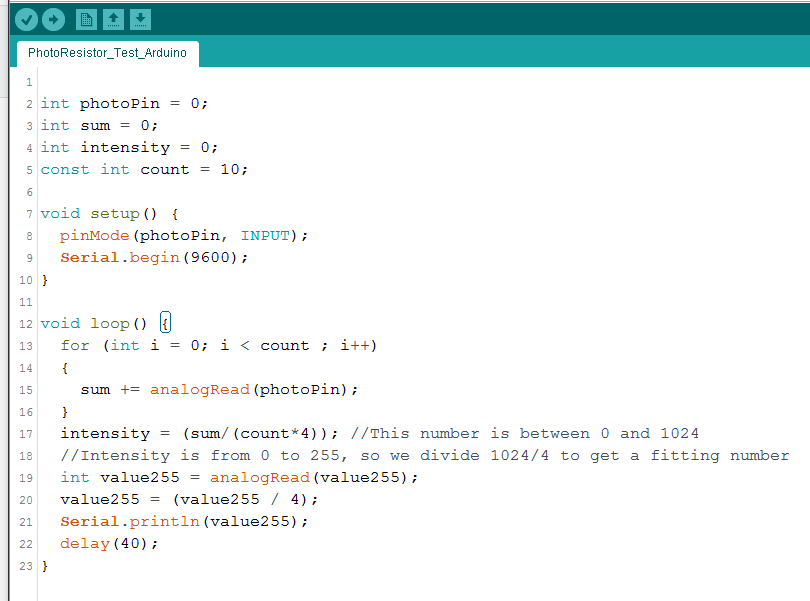 PhotoResistor_Test_Arduino
1
2 int photoPin = 0;
3 int sum = 0;
4 int intensity = 0;
5 const int count = 10;
6
7 void setup() {
8   pinMode(photoPin, INPUT);
9   Serial.begin(9600);
10 }
11
12 void loop() {
13   for (int i = 0; i < count ; i++)
14   {
15     sum += analogRead(photoPin);
16   }
17   intensity = (sum/(count*4)); //This number is between 0 and 1024
18   //Intensity is from 0 to 255, so we divide 1024/4 to get a fitting number
19   int value255 = analogRead(value255);
20   value255 = (value255 / 4);
21   Serial.println(value255);
22   delay(40);
23 }